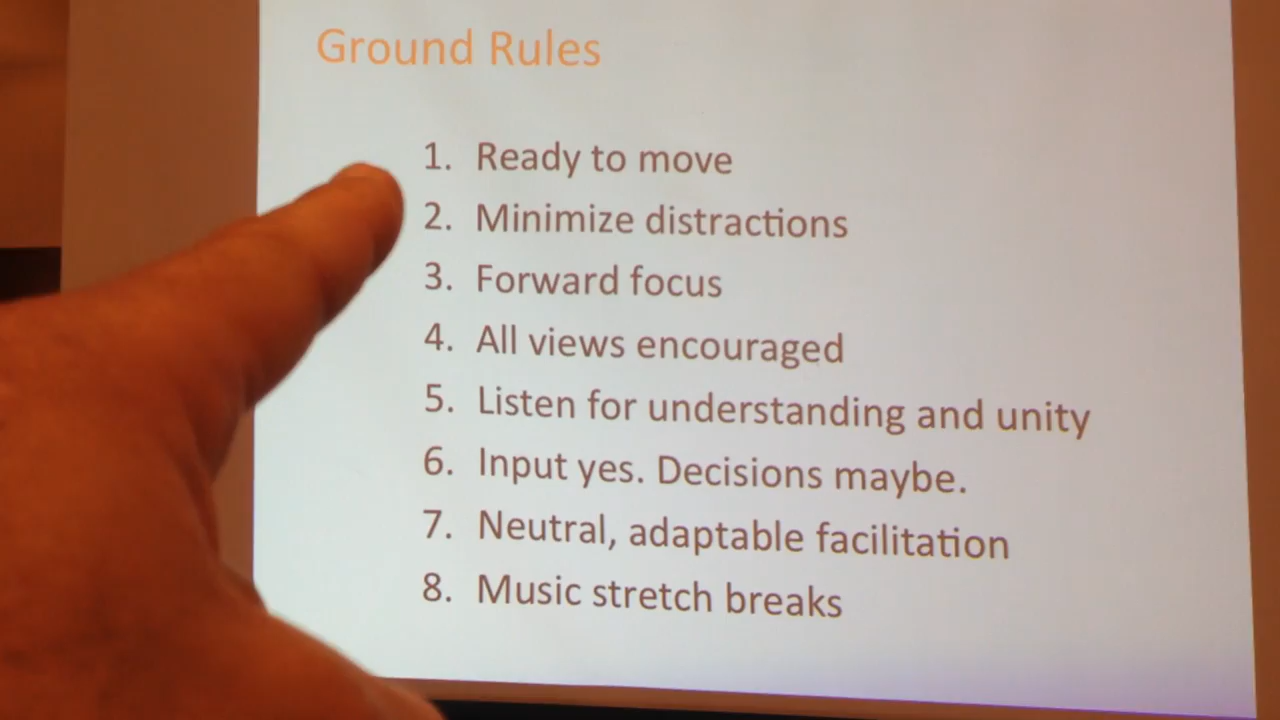 Ground Rules
1. Ready to move
2. Minimize distractions
3. Forward focus
4. All views encouraged
5. Listen for understanding and unity
6. Input yes. Decisions maybe.
7. Neutral, adaptable facilitation
8. Music stretch breaks